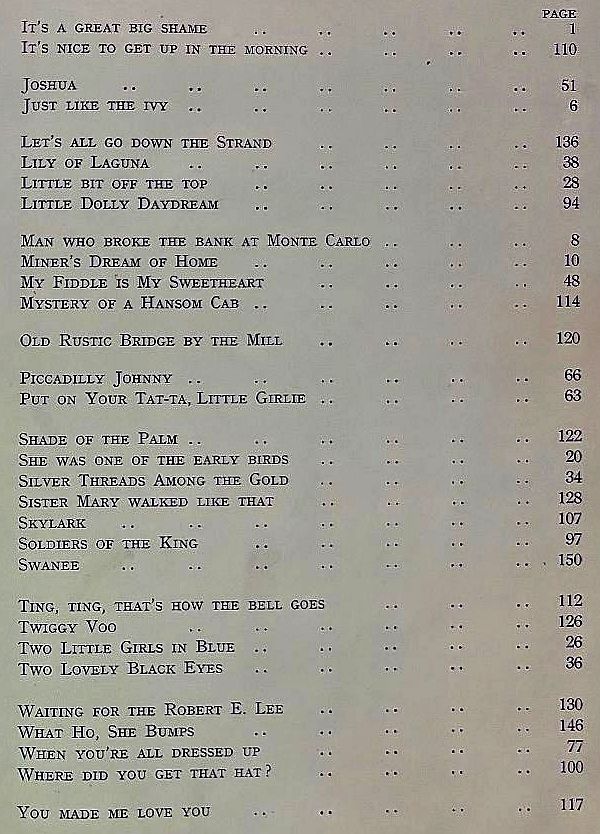 PAGE
IT'S A GREAT BIG SHAME .. .. .. .. .. 1
IT'S NICE TO GET UP IN THE MORNING .. .. .. .. 110
JOSHUA .. .. .. .. .. .. .. 51
JUST LIKE THE IVY .. .. .. .. .. .. 6
LET'S ALL GO DOWN THE STRAND .. .. .. .. 136
LILY OF LAGUNA .. .. .. .. .. .. 38
LITTLE BIT OFF THE TOP .. .. .. .. .. 28
LITTLE DOLLY DAYDREAM .. .. .. .. .. 94
MAN WHO BROKE THE BANK AT MONTE CARLO .. .. .. 8
MINER'S DREAM OF HOME .. .. .. .. .. 10
MY FIDDLE IS MY SWEETHEART .. .. .. .. 48
MYSTERY OF A HANSOM CAB .. .. .. .. .. 114
OLD RUSTIC BRIDGE BY THE MILL .. .. .. .. 120
PICCADILLY JOHNNY .. .. .. .. .. .. 66
PUT ON YOUR TAT-TA, LITTLE GIRLIE .. .. .. .. 63
SHADE OF THE PALM .. .. .. .. .. .. 122
SHE WAS ONE OF THE EARLY BIRDS .. .. .. .. 20
SILVER THREADS AMONG THE GOLD .. .. .. .. 34
SISTER MARY WALKED LIKE THAT .. .. .. .. 128
SKYLARK .. .. .. .. .. .. .. 107
SOLDIERS OF THE KING .. .. .. .. .. 97
SWANEE .. .. .. .. .. .. .. 150
TING, TING, THAT'S HOW THE BELL GOES .. .. .. 112
TWIGGY VOO .. .. .. .. .. .. 126
TWO LITTLE GIRLS IN BLUE .. .. .. .. .. 26
TWO LOVELY BLACK EYES .. .. .. .. .. 36
WAITING FOR THE ROBERT E. LEE .. .. .. .. 130
WHAT HO, SHE BUMPS .. .. .. .. .. 146
WHEN YOU'RE ALL DRESSED UP .. .. .. .. 77
WHERE DID YOU GET THAT HAT? .. .. .. .. 100
YOU MADE ME LOVE YOU .. .. .. .. .. 117